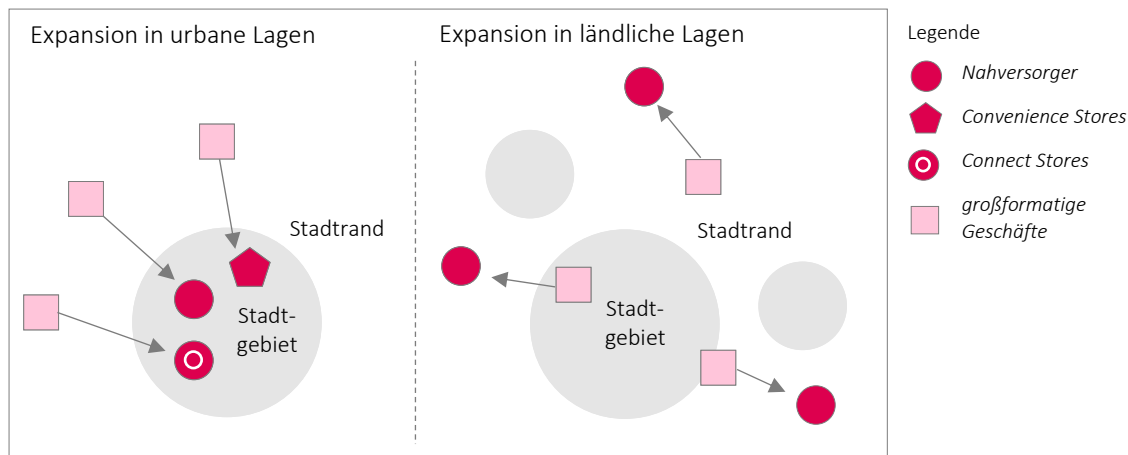 Expansion in urbane Lagen
Stadtrand
Stadt-
gebiet
Expansion in ländliche Lagen
Stadtrand
Stadt-
gebiet
Legende
Nahversorger
Convenience Stores
Connect Stores
großformatige
Geschäfte